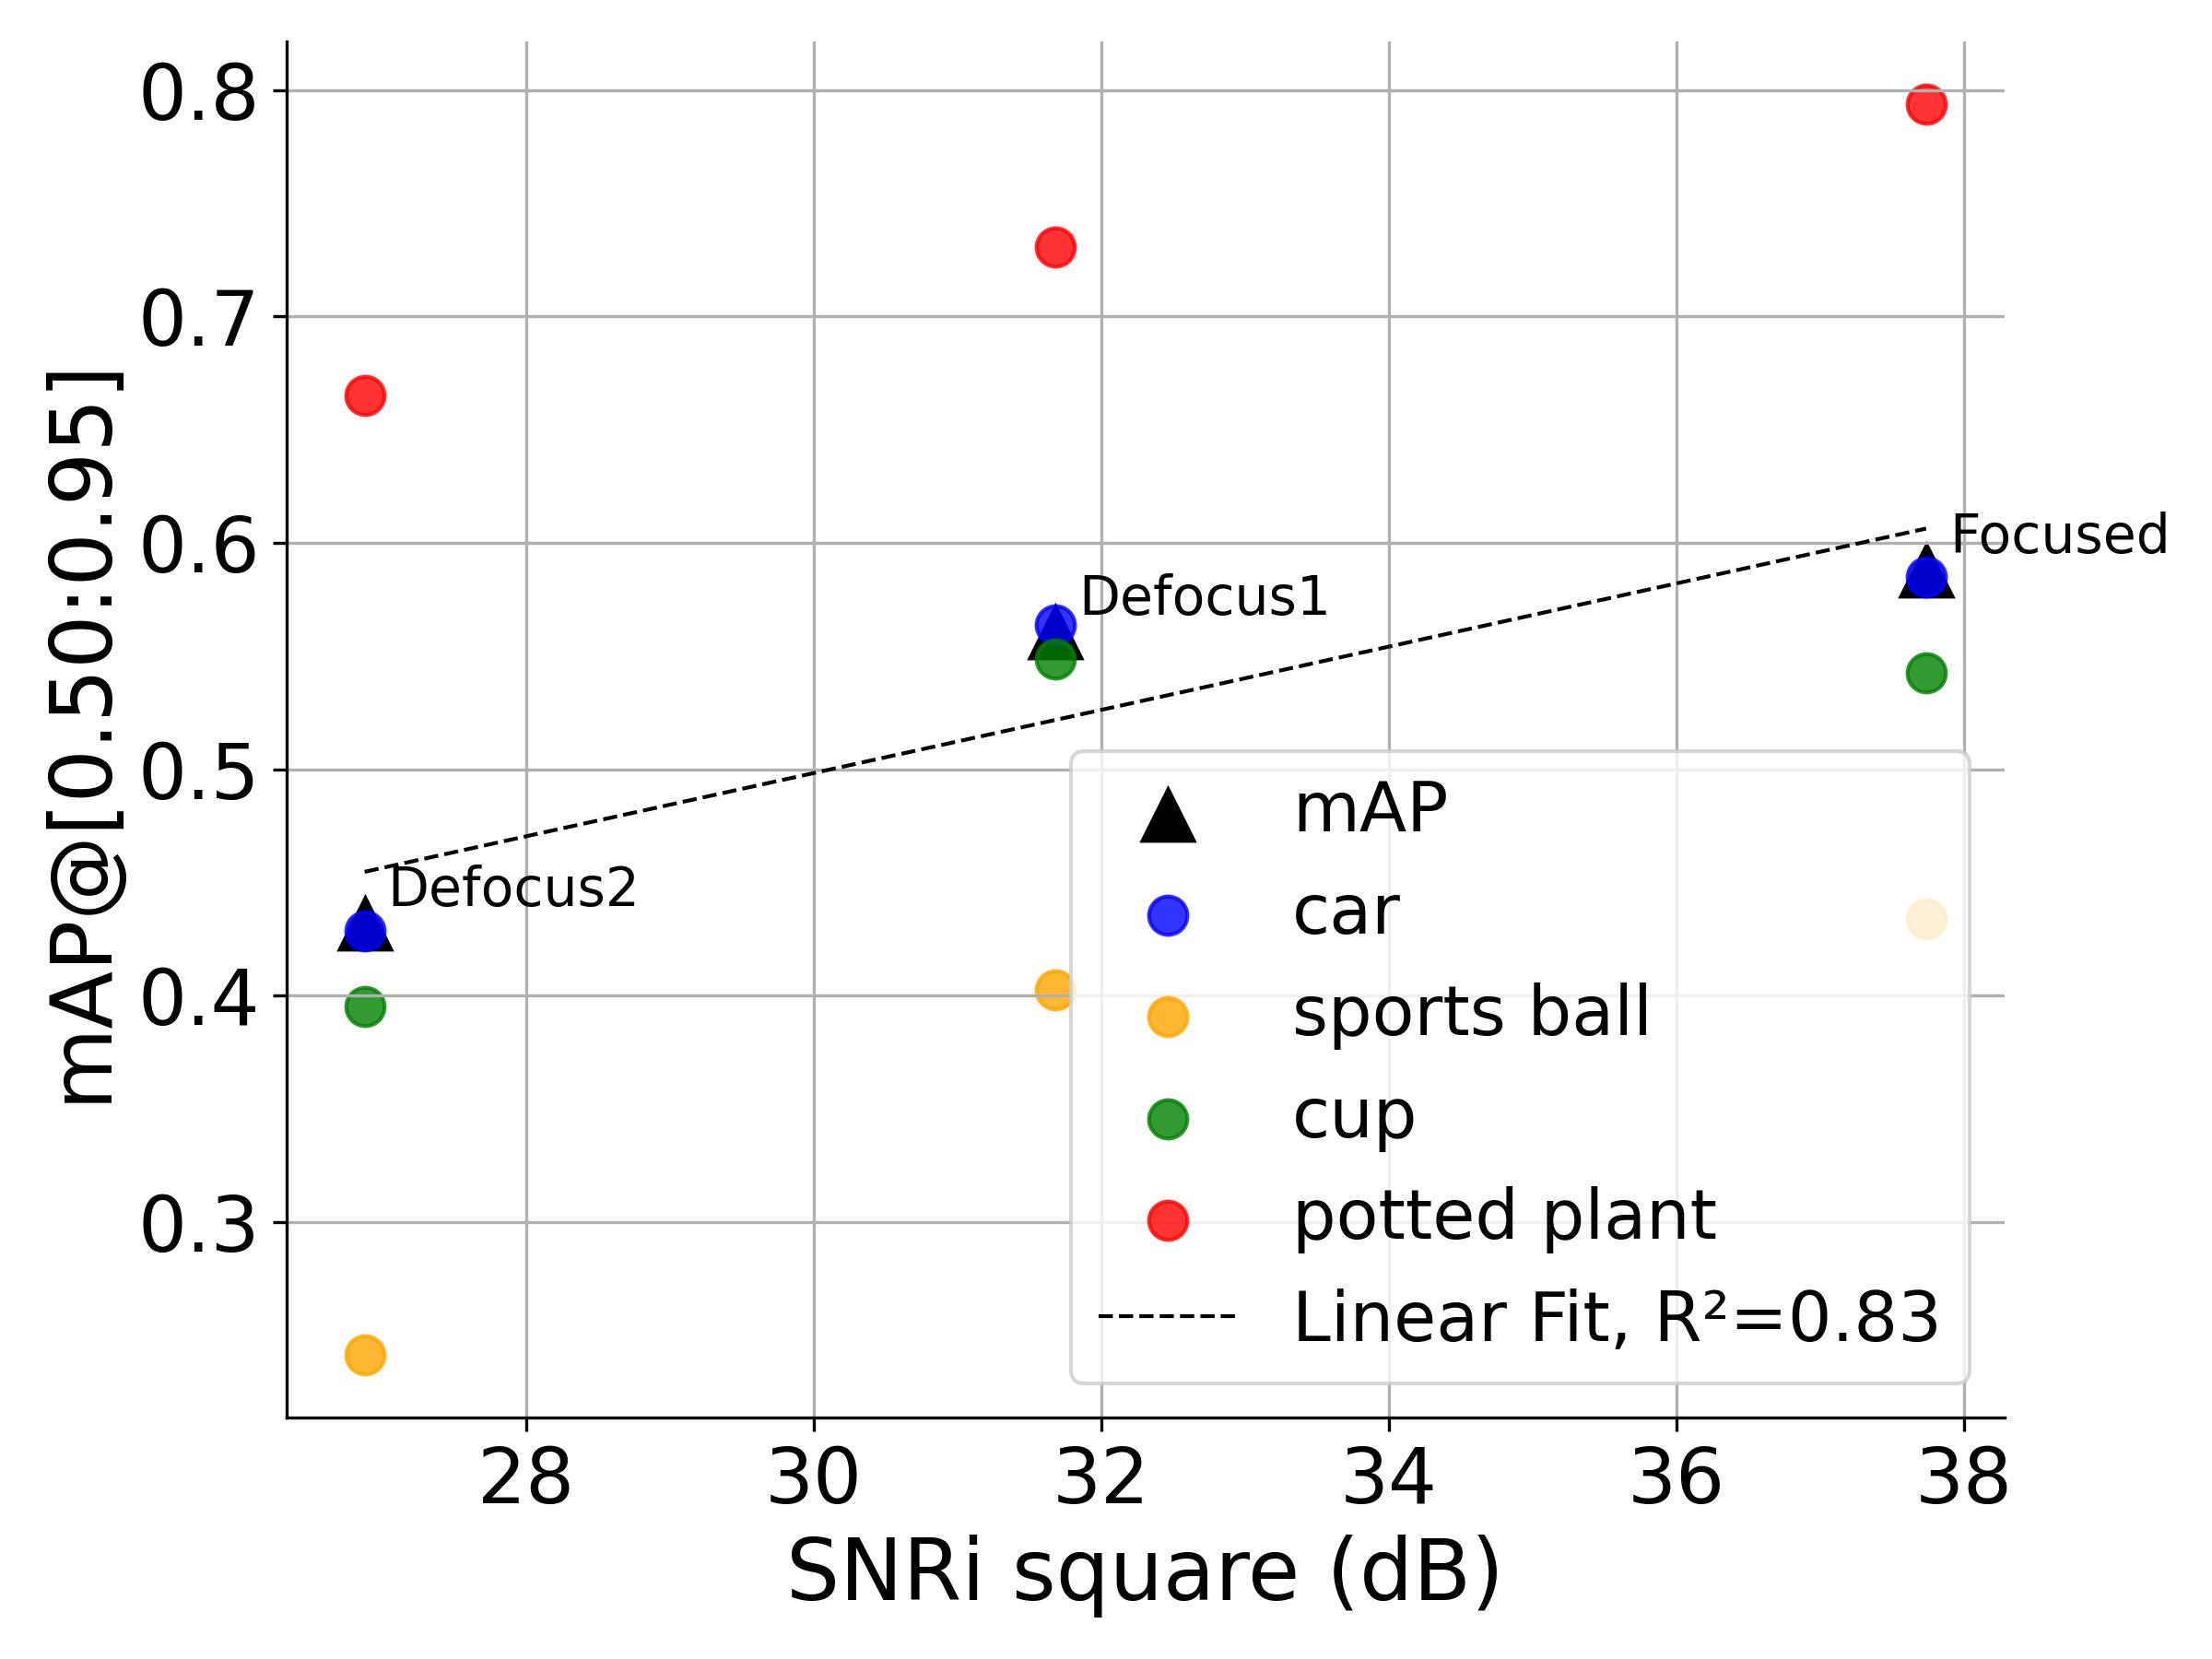 0.8
0.7
0.6
0.5
0.4
0.3
mAP@[0.50:0.95]
Focused
Defocus1
Defocus2
mAP
car
sports ball
cup
potted plant
Linear Fit, R²=0.83
28 30 32 34 36 38
SNRi square (dB)